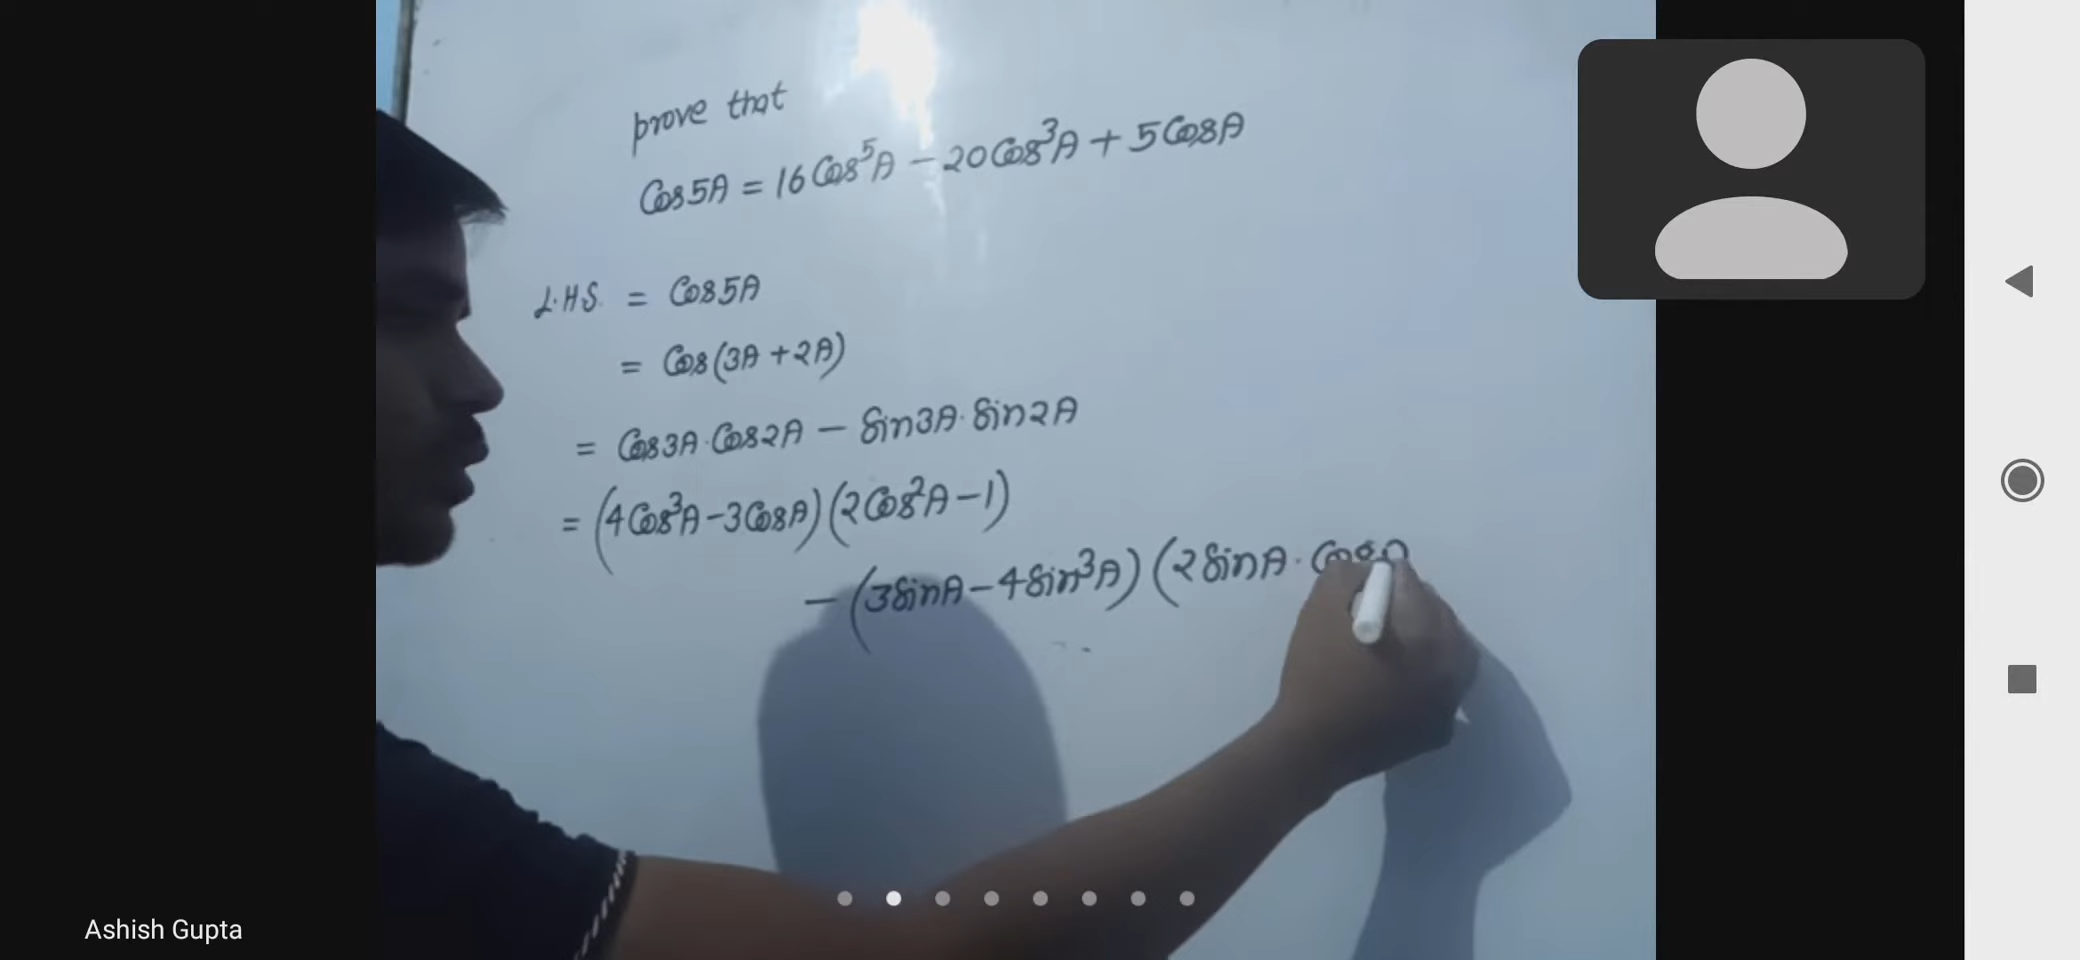 prove that
Cos5A = 16Cos⁵A - 20Cos³A + 5CosA
L.H.S. = Cos5A
= Cos(3A + 2A)
= Cos3A·Cos2A - Sin3A·Sin2A
= (4Cos³A - 3CosA)(2Cos²A - 1)
- (3SinA - 4Sin³A)(2SinA·CosA
Ashish Gupta